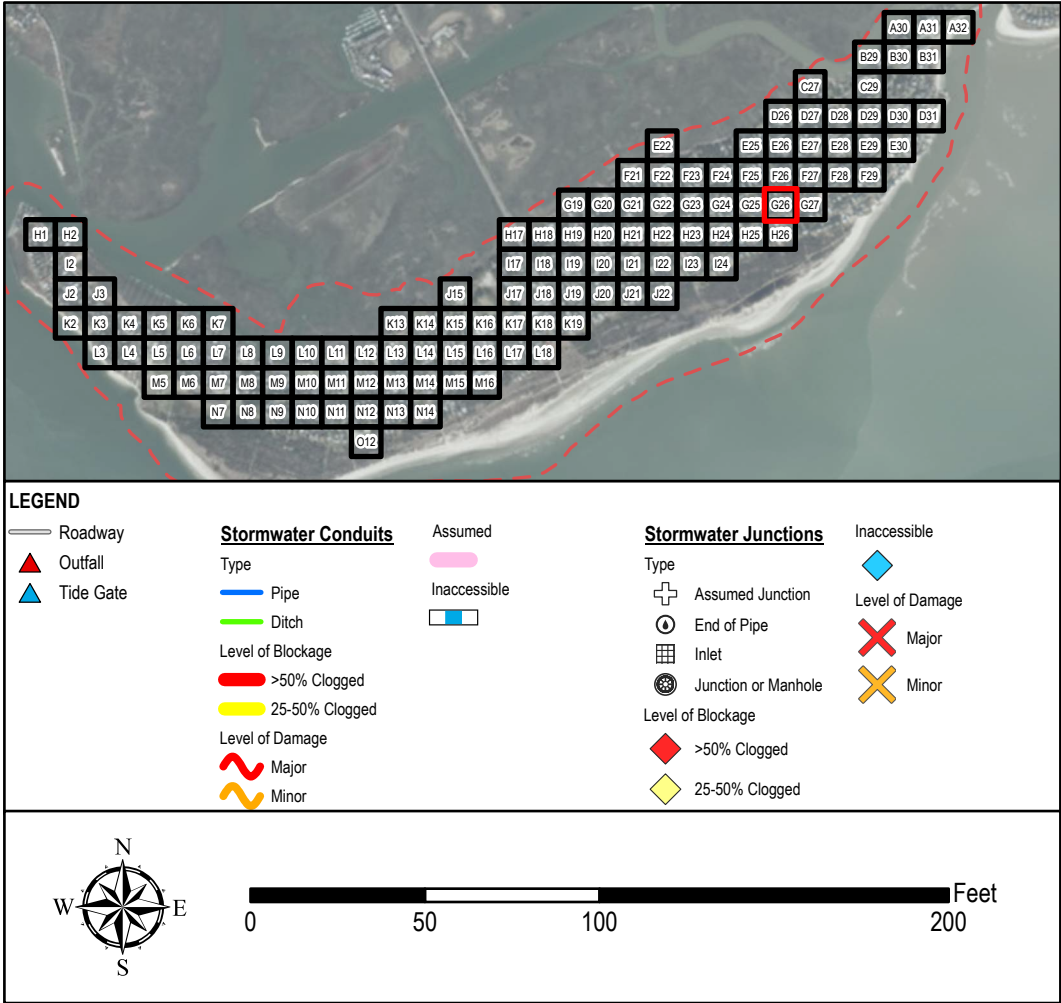 A30 A31 A32
B29 B30 B31
C27 C29
D26 D27 D28 D29 D30 D31
E22 E25 E26 E27 E28 E29 E30
F21 F22 F23 F24 F25 F26 F27 F28 F29
G19 G20 G21 G22 G23 G24 G25 G26 G27
H1 H2 H17 H18 H19 H20 H21 H22 H23 H24 H25 H26
I2 I17 I18 I19 I20 I21 I22 I23 I24
J2 J3 J15 J17 J18 J19 J20 J21 J22
K2 K3 K4 K5 K6 K7 K13 K14 K15 K16 K17 K18 K19
L3 L4 L5 L6 L7 L8 L9 L10 L11 L12 L13 L14 L15 L16 L17 L18
M5 M6 M7 M8 M9 M10 M11 M12 M13 M14 M15 M16
N7 N8 N9 N10 N11 N12 N13 N14
O12
LEGEND
Roadway
Outfall
Tide Gate
Stormwater Conduits
Type
Pipe
Ditch
Level of Blockage
>50% Clogged
25-50% Clogged
Level of Damage
Major
Minor
Assumed
Inaccessible
Stormwater Junctions
Type
Assumed Junction
End of Pipe
Inlet
Junction or Manhole
Level of Blockage
>50% Clogged
25-50% Clogged
Inaccessible
Level of Damage
Major
Minor
N
W E
S
Feet
0 50 100 200